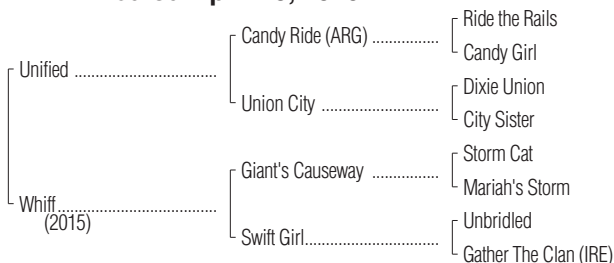 Ride the Rails
Candy Ride (ARG) ................
Candy Girl
Unified ..................................
Dixie Union
Union City ............................
City Sister
Storm Cat
Giant's Causeway ................
Mariah's Storm
Whiff......................................
(2015)
Unbridled
Swift Girl................................
Gather The Clan (IRE)